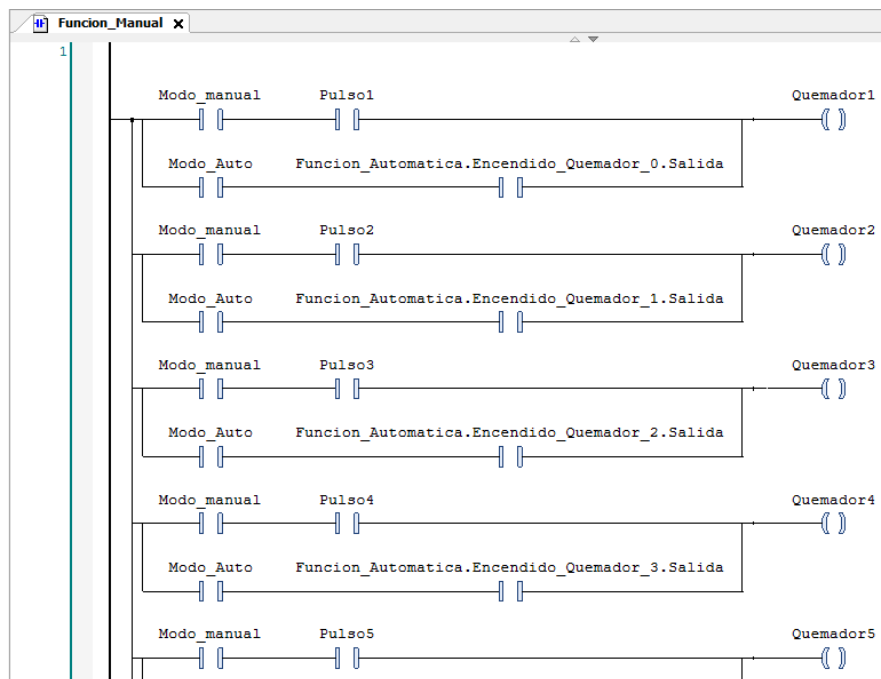 Funcion_Manual X
1
Modo_manual Pulso1 Quemador1
Modo_Auto Funcion_Automatica.Encendido_Quemador_0.Salida
Modo_manual Pulso2 Quemador2
Modo_Auto Funcion_Automatica.Encendido_Quemador_1.Salida
Modo_manual Pulso3 Quemador3
Modo_Auto Funcion_Automatica.Encendido_Quemador_2.Salida
Modo_manual Pulso4 Quemador4
Modo_Auto Funcion_Automatica.Encendido_Quemador_3.Salida
Modo_manual Pulso5 Quemador5